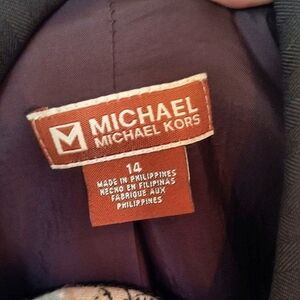 M MICHAEL
MICHAEL KORS
14
MADE IN PHILIPPINES
HECHO EN FILIPINAS
FABRIQUE AUX
PHILIPPINES